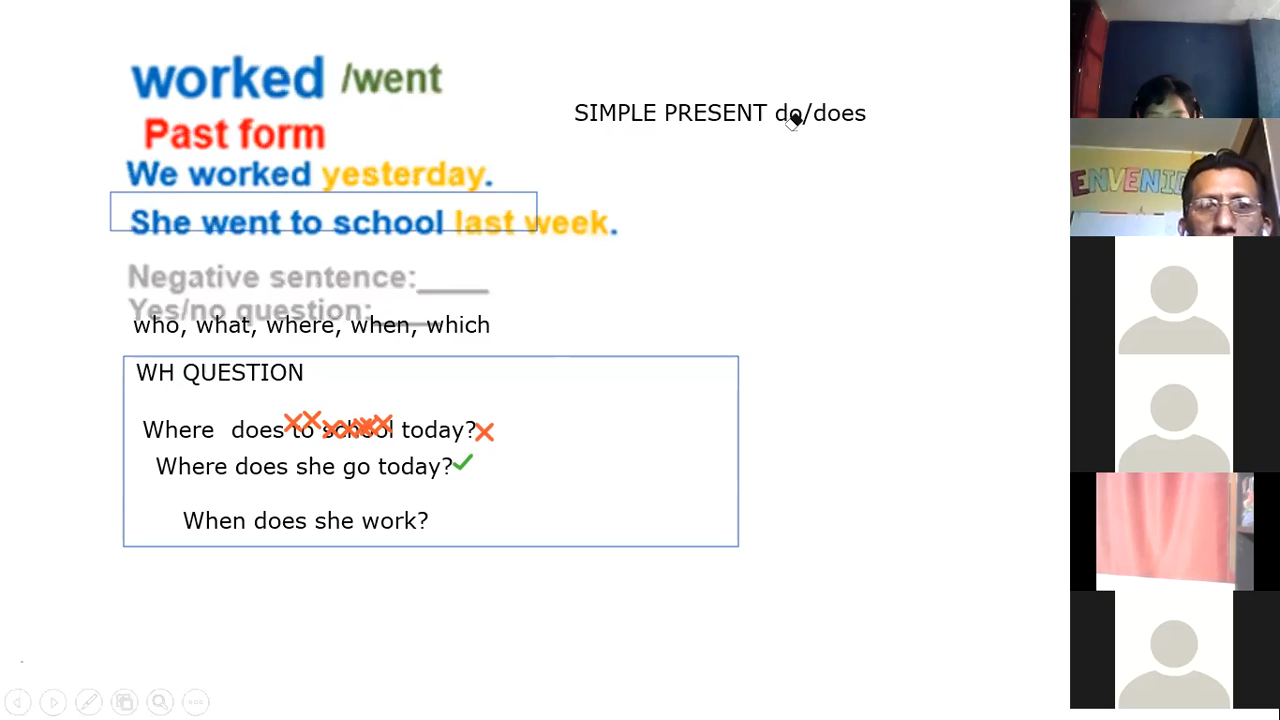 worked /went
SIMPLE PRESENT do/does
Past form
We worked yesterday.
She went to school last week.
Negative sentence:_____
Yes/no question:_____
who, what, where, when, which
WH QUESTION
Where does to school today?
Where does she go today?
When does she work?
ENVENID